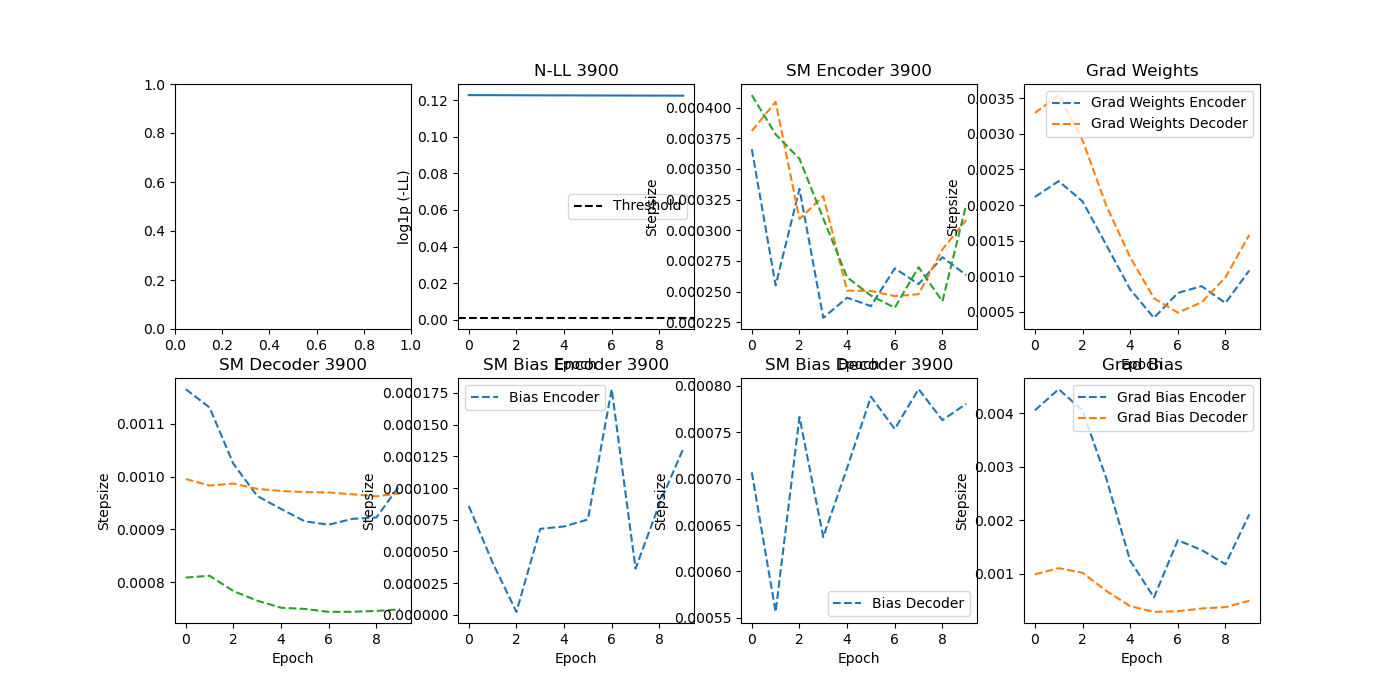 N-LL 3900
SM Encoder 3900
Grad Weights
1.0
0.8
0.6
0.4
0.2
0.0
0.0 0.2 0.4 0.6 0.8 1.0
log1p (-LL)
0.12
0.10
0.08
0.06
0.04
0.02
0.00
Threshold
0 2 4 6 8
Epoch
Stepsize
0.000400
0.000375
0.000350
0.000325
0.000300
0.000275
0.000250
0.000225
0 2 4 6 8
Epoch
Stepsize
0.0035
0.0030
0.0025
0.0020
0.0015
0.0010
0.0005
Grad Weights Encoder
Grad Weights Decoder
0 2 4 6 8
Epoch
SM Decoder 3900
SM Bias Encoder 3900
SM Bias Decoder 3900
Grad Bias
Stepsize
0.0011
0.0010
0.0009
0.0008
0 2 4 6 8
Epoch
Stepsize
0.000175
0.000150
0.000125
0.000100
0.000075
0.000050
0.000025
0.000000
Bias Encoder
0 2 4 6 8
Epoch
Stepsize
0.00080
0.00075
0.00070
0.00065
0.00060
0.00055
Bias Decoder
0 2 4 6 8
Epoch
Stepsize
0.004
0.003
0.002
0.001
Grad Bias Encoder
Grad Bias Decoder
0 2 4 6 8
Epoch